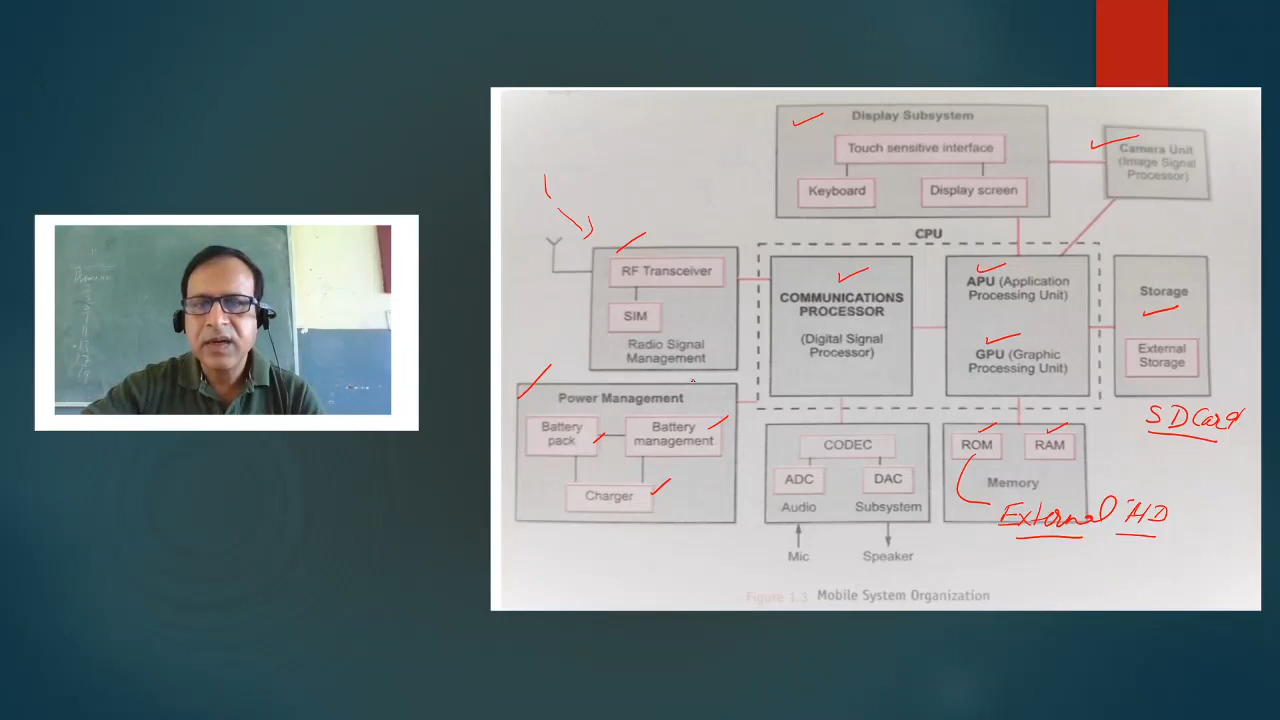 Display Subsystem
Touch sensitive interface
Keyboard
Display screen
Camera Unit
(Image Signal
Processor)
CPU
RF Transceiver
SIM
Radio Signal
Management
COMMUNICATIONS
PROCESSOR
(Digital Signal
Processor)
APU (Application
Processing Unit)
GPU (Graphic
Processing Unit)
Storage
External
Storage
SD Card
Power Management
Battery
pack
Battery
management
Charger
CODEC
ADC
DAC
Audio
Subsystem
Mic
Speaker
ROM
RAM
Memory
External HD
Figure 1.3 Mobile System Organization